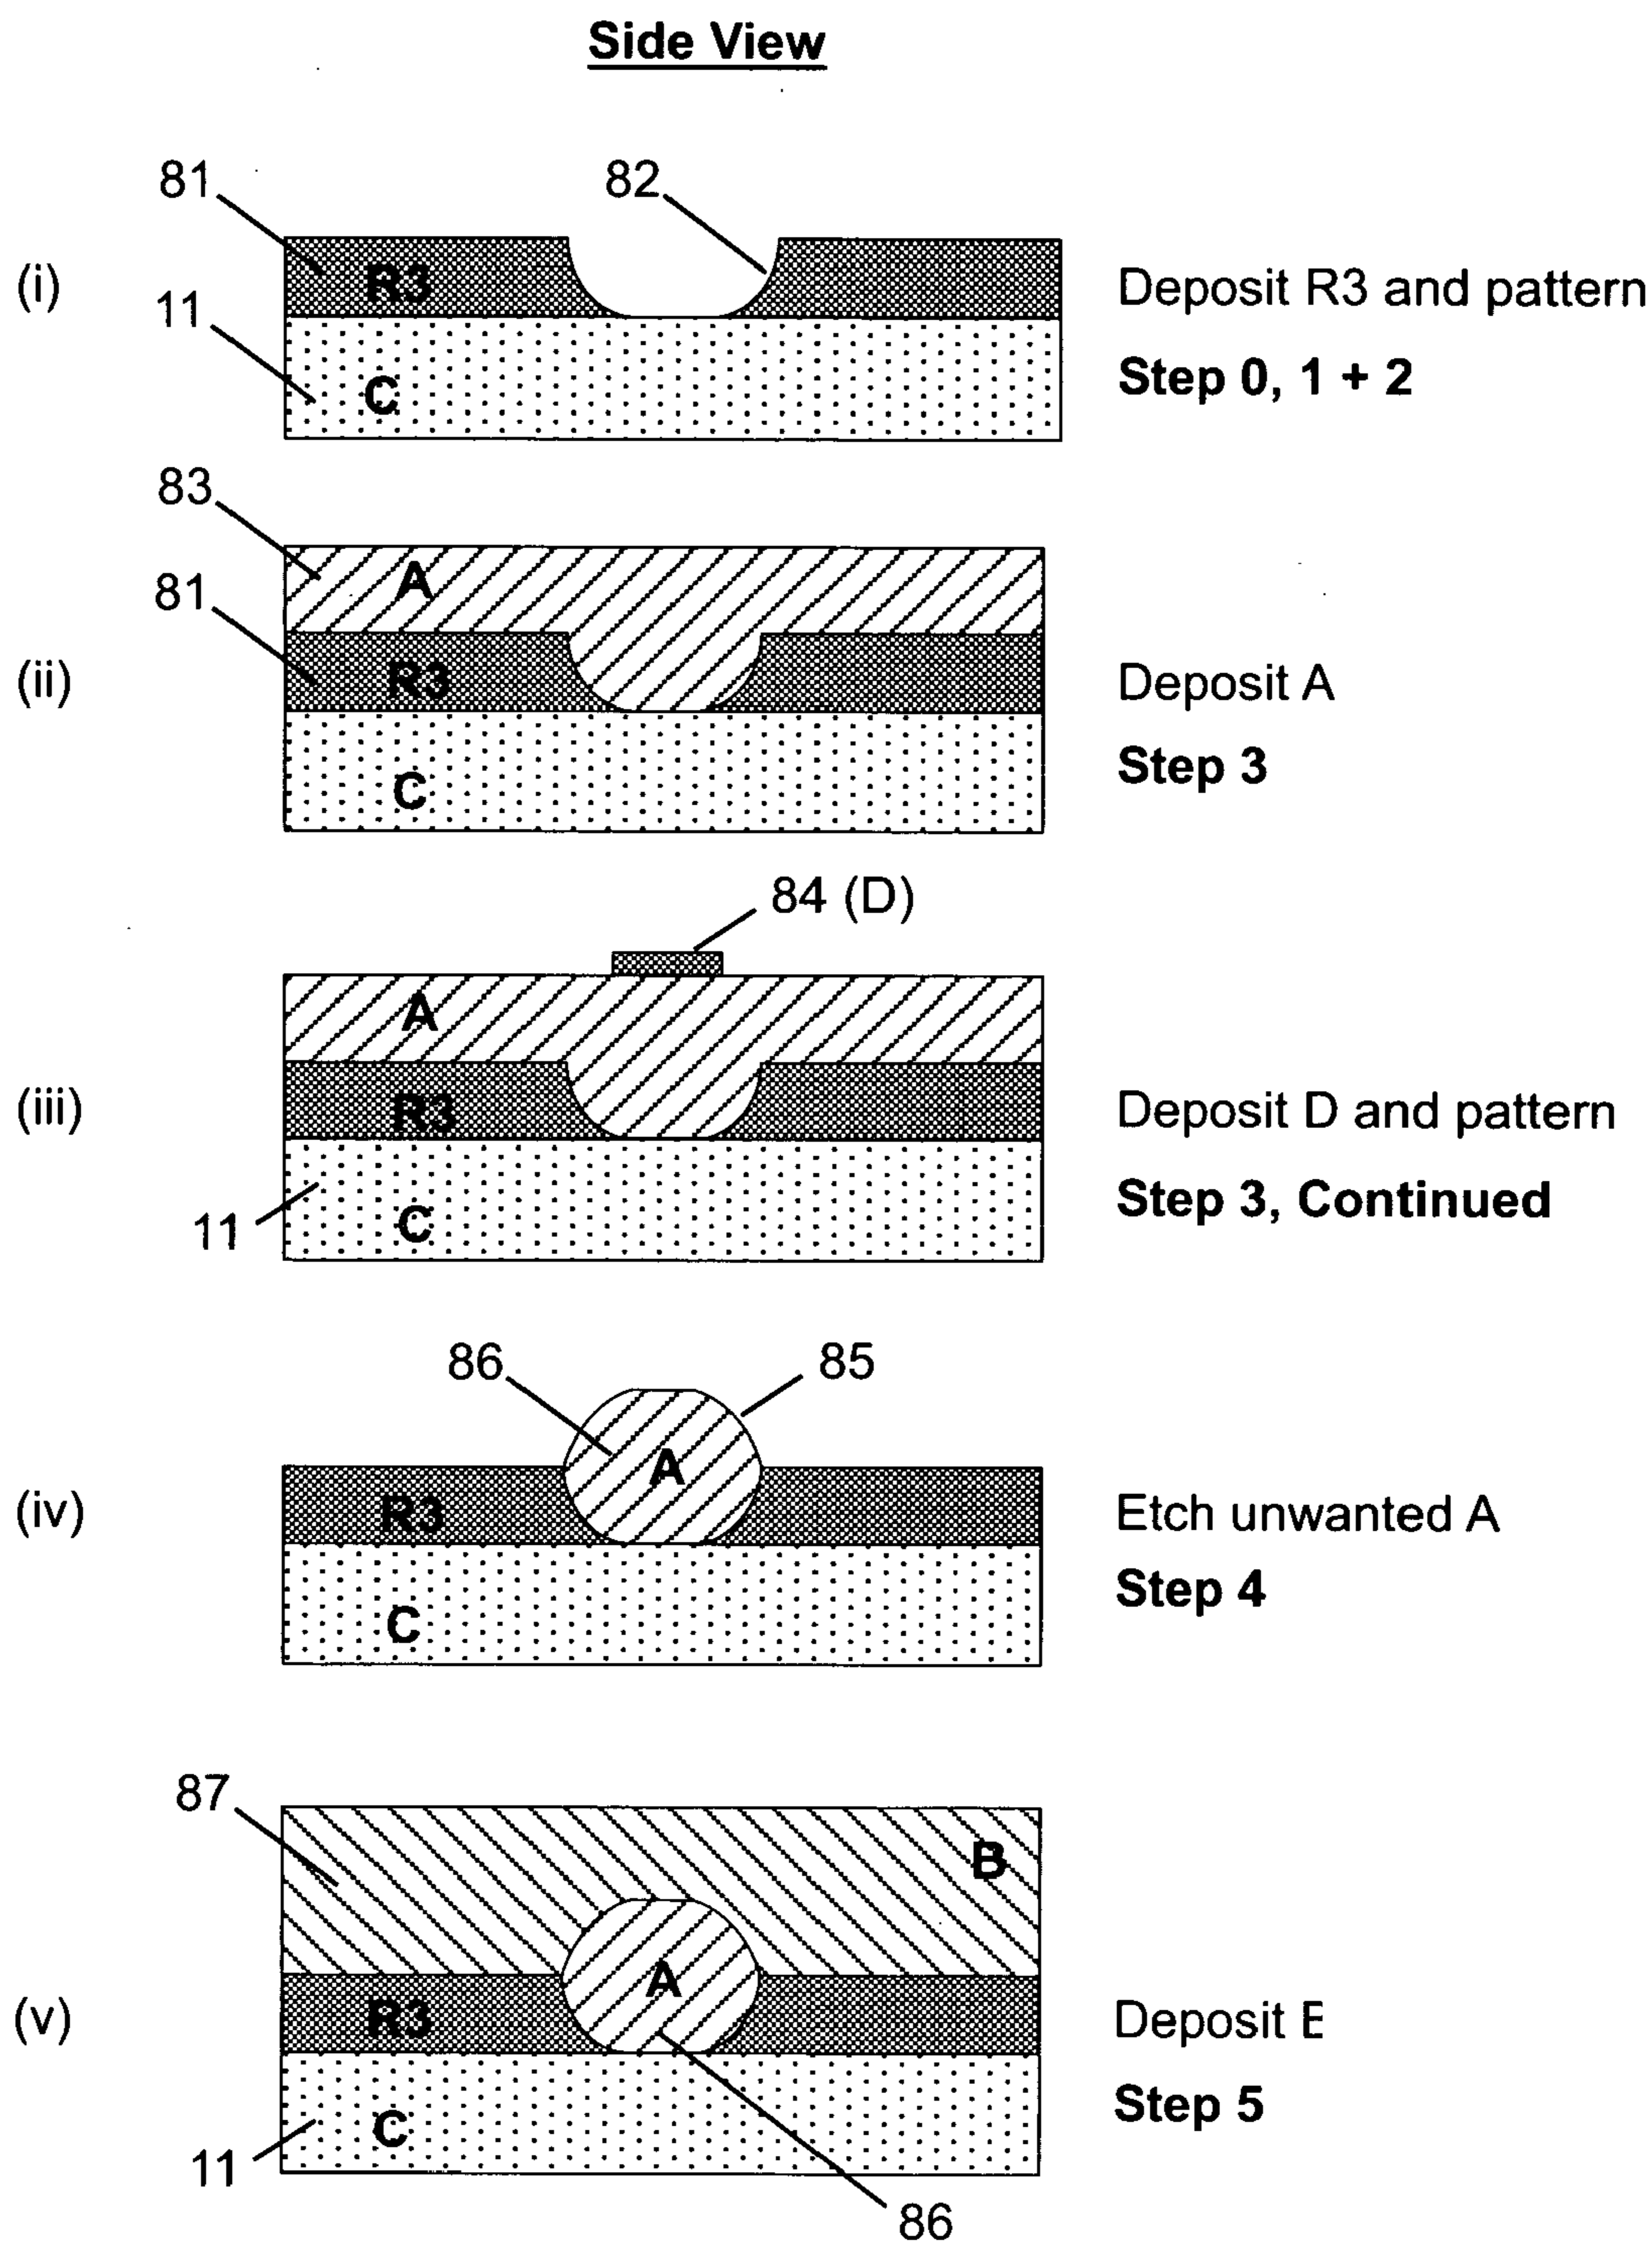 Side View
81
82
(i)
R3
11
C
Deposit R3 and pattern
Step 0, 1 + 2
83
A
81
(ii)
R3
C
Deposit A
Step 3
84 (D)
A
(iii)
R3
11
C
Deposit D and pattern
Step 3, Continued
86
85
A
(iv)
R3
C
Etch unwanted A
Step 4
87
B
A
(v)
R3
C
11
86
Deposit E
Step 5